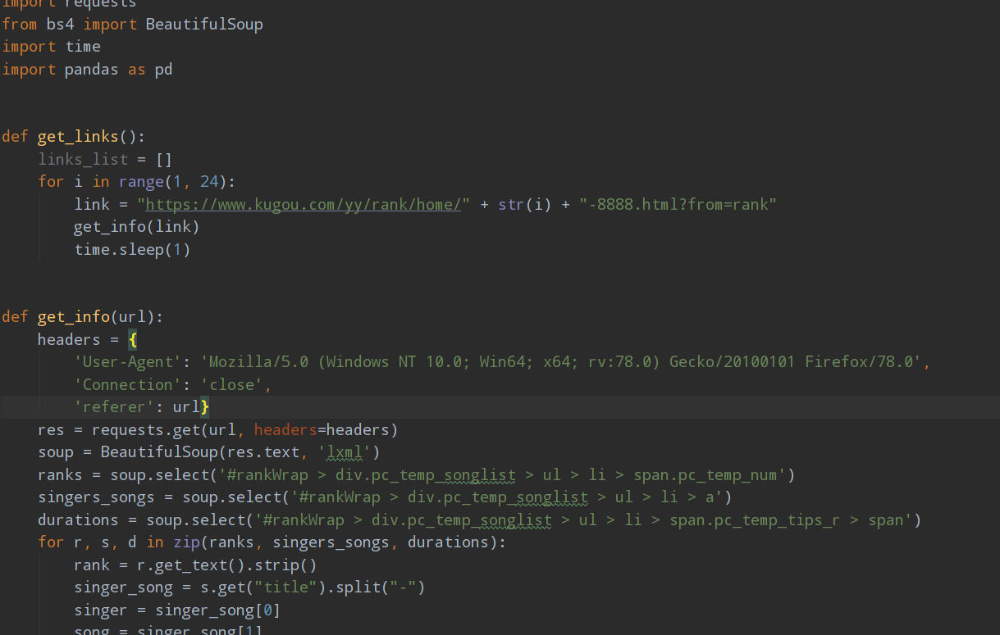 import requests
from bs4 import BeautifulSoup
import time
import pandas as pd
def get_links():
    links_list = []
    for i in range(1, 24):
        link = "https://www.kugou.com/yy/rank/home/" + str(i) + "-8888.html?from=rank"
        get_info(link)
        time.sleep(1)
def get_info(url):
    headers = {
        'User-Agent': 'Mozilla/5.0 (Windows NT 10.0; Win64; x64; rv:78.0) Gecko/20100101 Firefox/78.0',
        'Connection': 'close',
        'referer': url}
    res = requests.get(url, headers=headers)
    soup = BeautifulSoup(res.text, 'lxml')
    ranks = soup.select('#rankWrap > div.pc_temp_songlist > ul > li > span.pc_temp_num')
    singers_songs = soup.select('#rankWrap > div.pc_temp_songlist > ul > li > a')
    durations = soup.select('#rankWrap > div.pc_temp_songlist > ul > li > span.pc_temp_tips_r > span')
    for r, s, d in zip(ranks, singers_songs, durations):
        rank = r.get_text().strip()
        singer_song = s.get("title").split("-")
        singer = singer_song[0]
        song = singer_song[1]